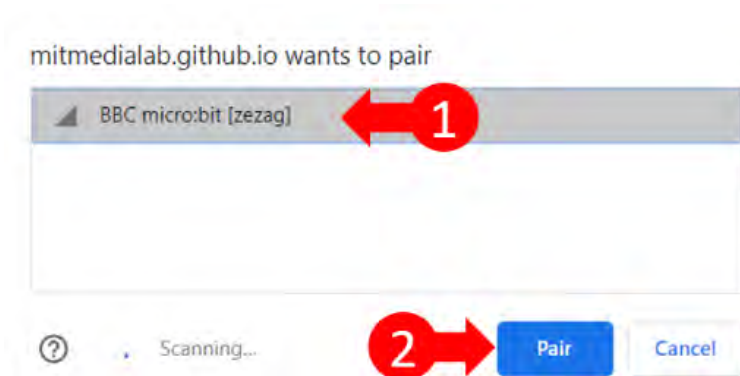 mitmedialab.github.io wants to pair
BBC micro:bit [zezag]
1
Scanning...
2
Pair
Cancel